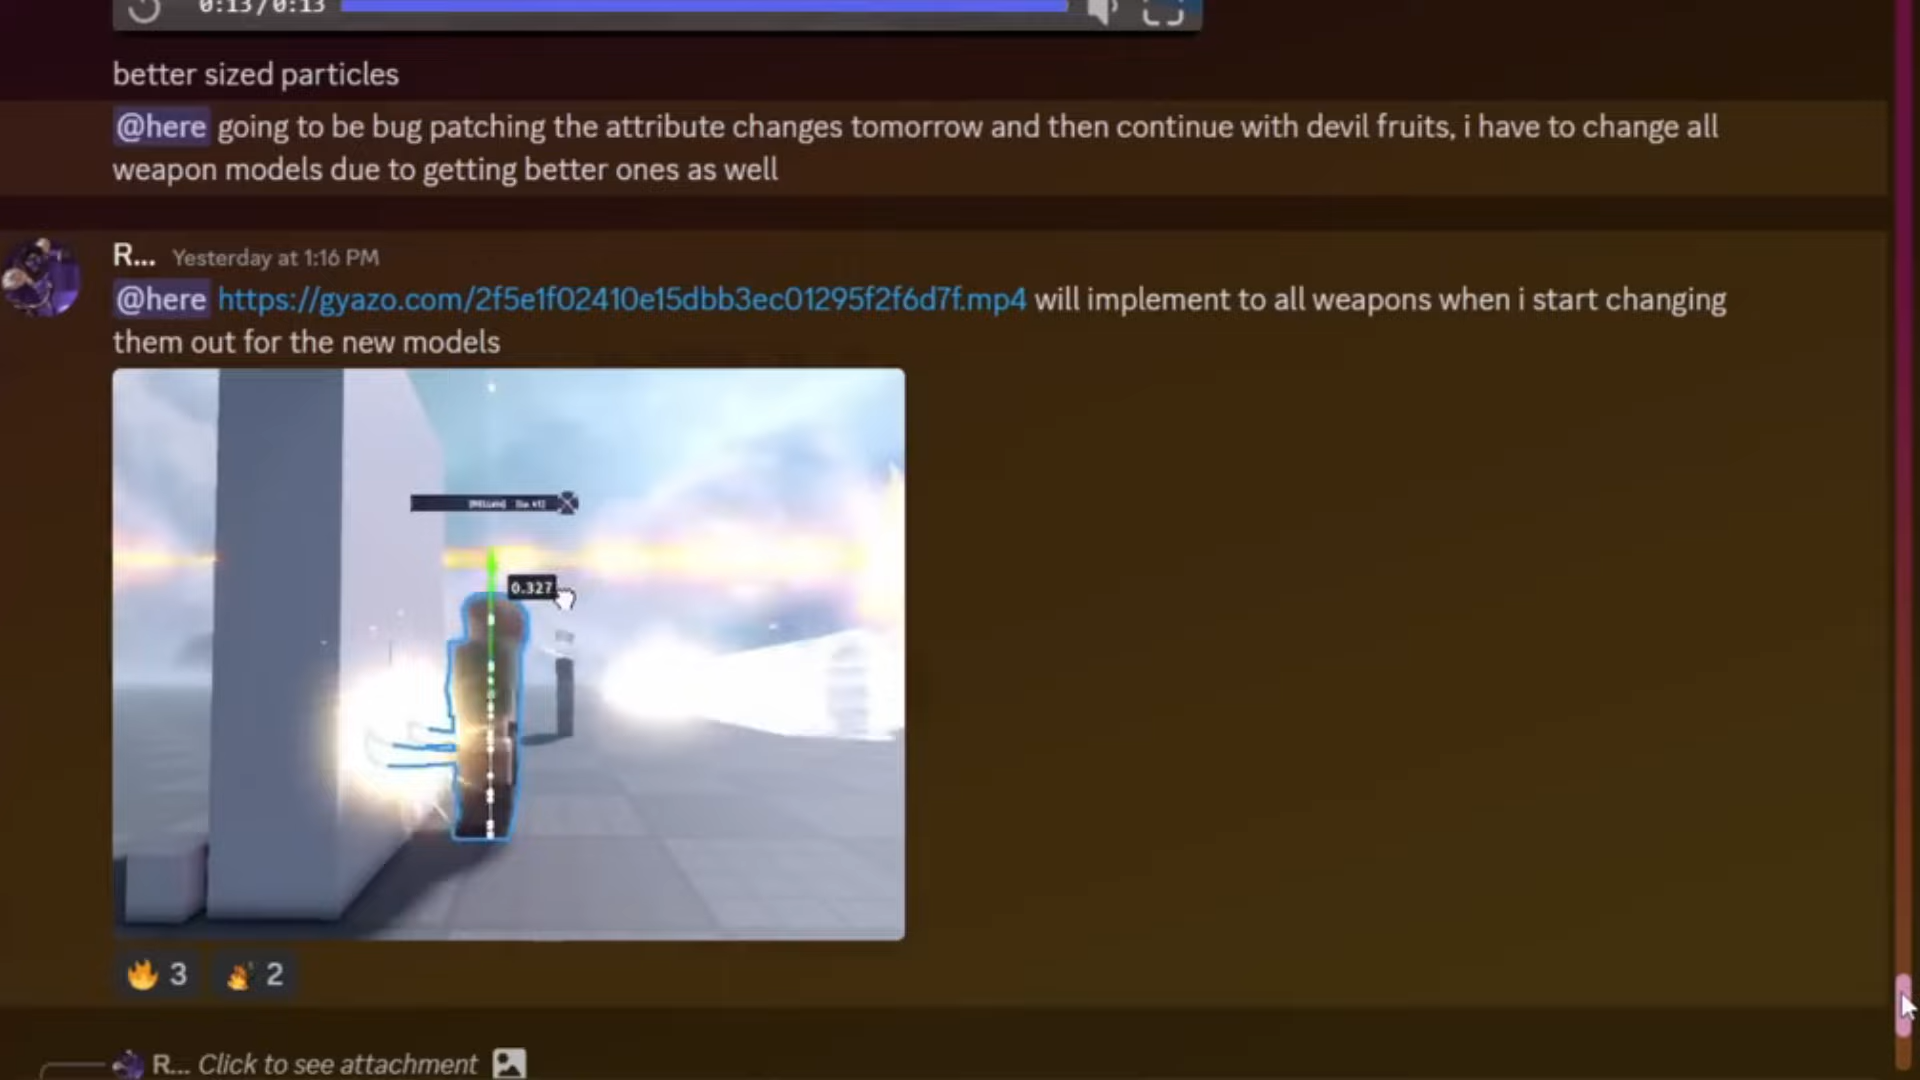 0:13/0:13
better sized particles
@here going to be bug patching the attribute changes tomorrow and then continue with devil fruits, i have to change all
weapon models due to getting better ones as well
R... Yesterday at 1:16 PM
@here https://gyazo.com/2f5e1f02410e15dbb3ec01295f2f6d7f.mp4 will implement to all weapons when i start changing
them out for the new models
0.327
3 2
R... Click to see attachment